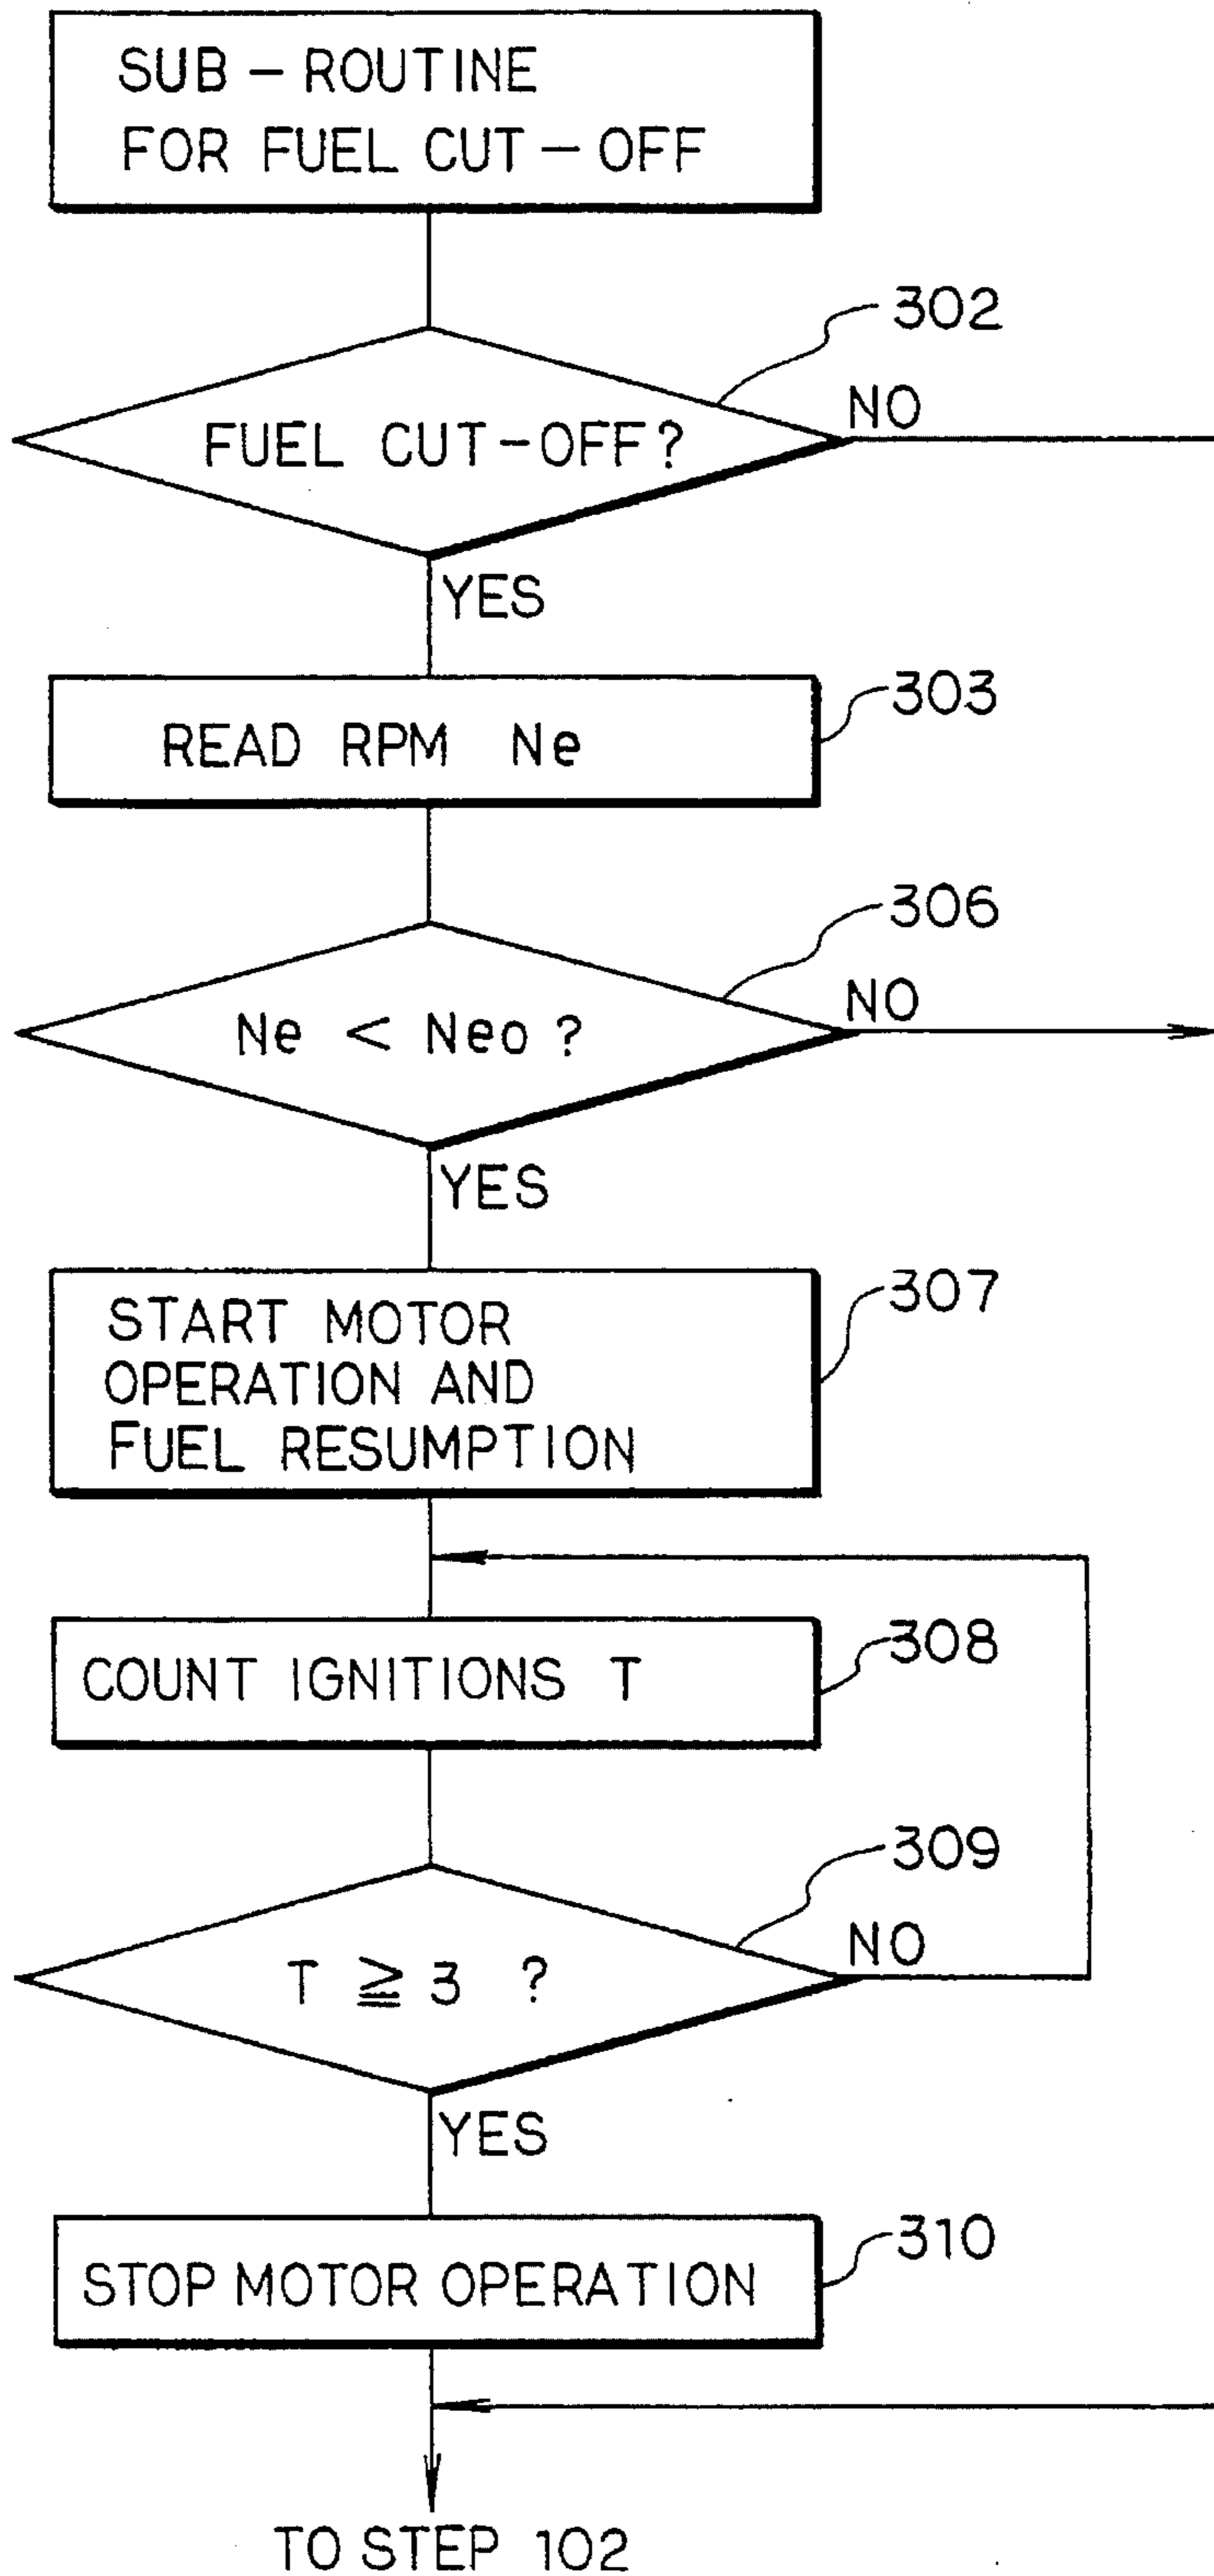 SUB-ROUTINE
FOR FUEL CUT-OFF
302
FUEL CUT-OFF?
NO
YES
303
READ RPM Ne
306
Ne < Neo ?
NO
YES
307
START MOTOR
OPERATION AND
FUEL RESUMPTION
308
COUNT IGNITIONS T
309
T ≧ 3 ?
NO
YES
310
STOP MOTOR OPERATION
TO STEP 102